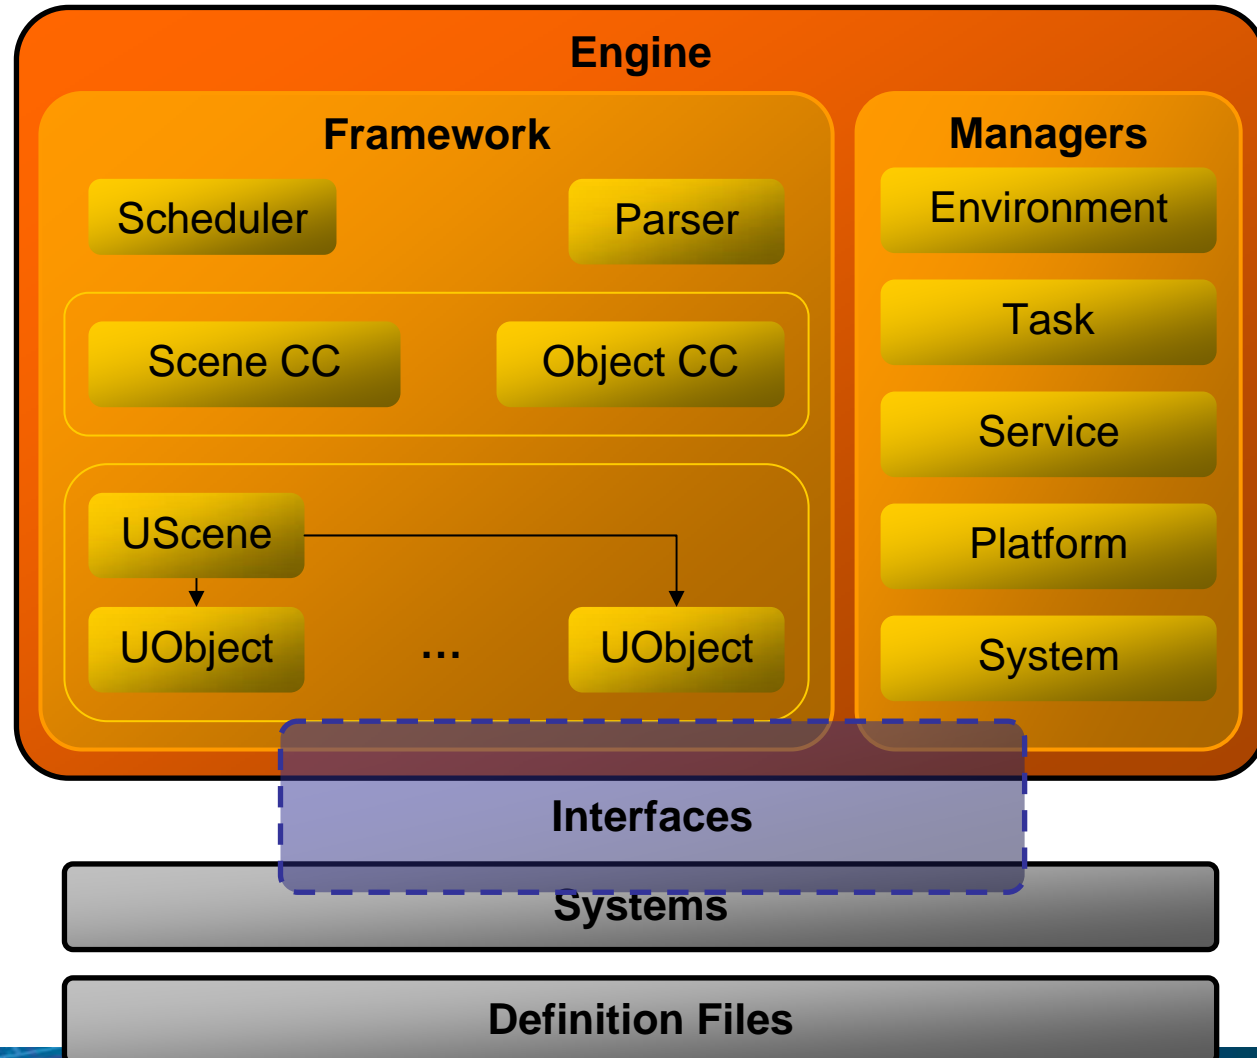 Engine
Framework
Scheduler
Parser
Scene CC
Object CC
UScene
UObject
…
UObject
Managers
Environment
Task
Service
Platform
System
Interfaces
Systems
Definition Files